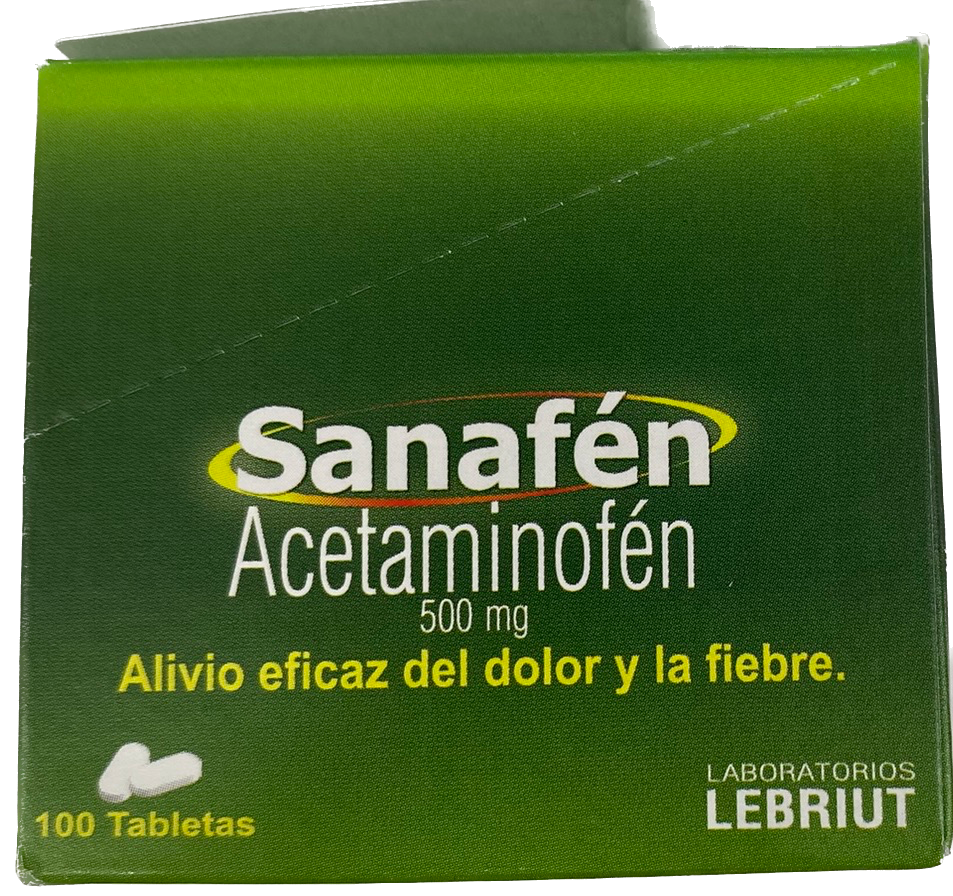 Sanafén
Acetaminofén
500 mg
Alivio eficaz del dolor y la fiebre.
100 Tabletas
LABORATORIOS
LEBRIUT